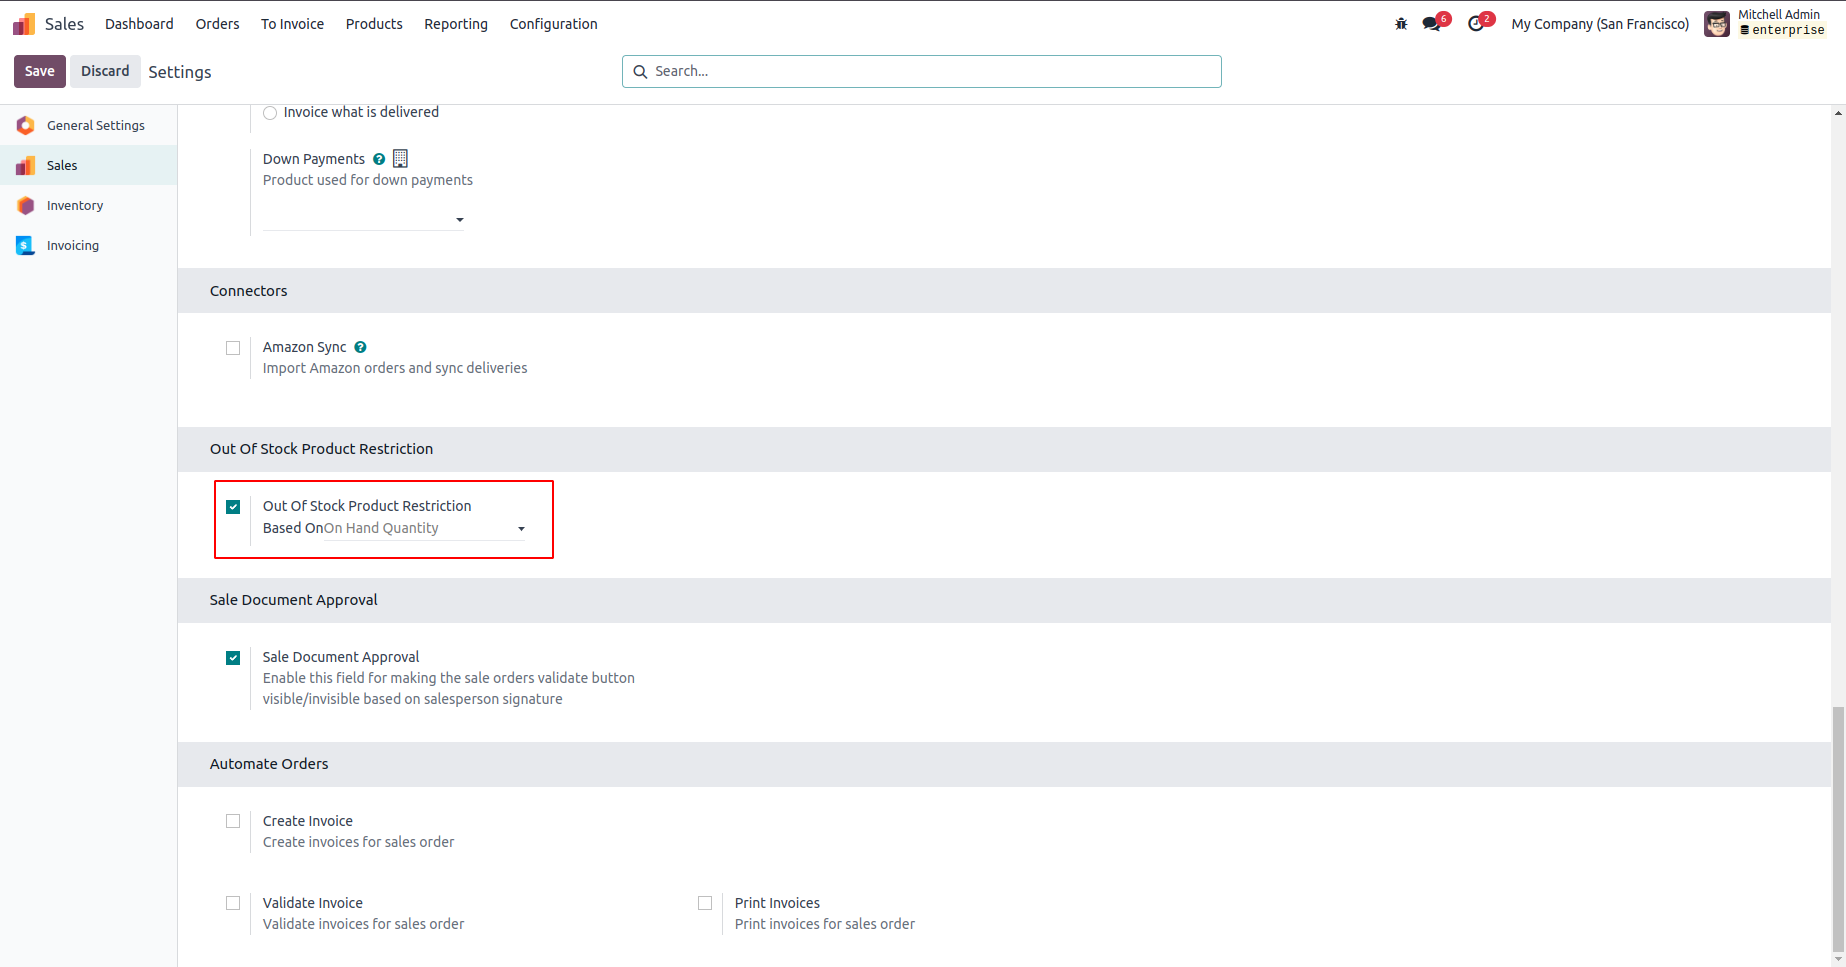 Sales Dashboard Orders To Invoice Products Reporting Configuration 6 2 My Company (San Francisco) Mitchell Admin
enterprise
Save Discard Settings Search...
General Settings
Sales
Inventory
Invoicing
Invoice what is delivered
Down Payments ?
Product used for down payments
Connectors
Amazon Sync ?
Import Amazon orders and sync deliveries
Out Of Stock Product Restriction
Out Of Stock Product Restriction
Based OnOn Hand Quantity
Sale Document Approval
Sale Document Approval
Enable this field for making the sale orders validate button
visible/invisible based on salesperson signature
Automate Orders
Create Invoice
Create invoices for sales order
Validate Invoice
Validate invoices for sales order
Print Invoices
Print invoices for sales order